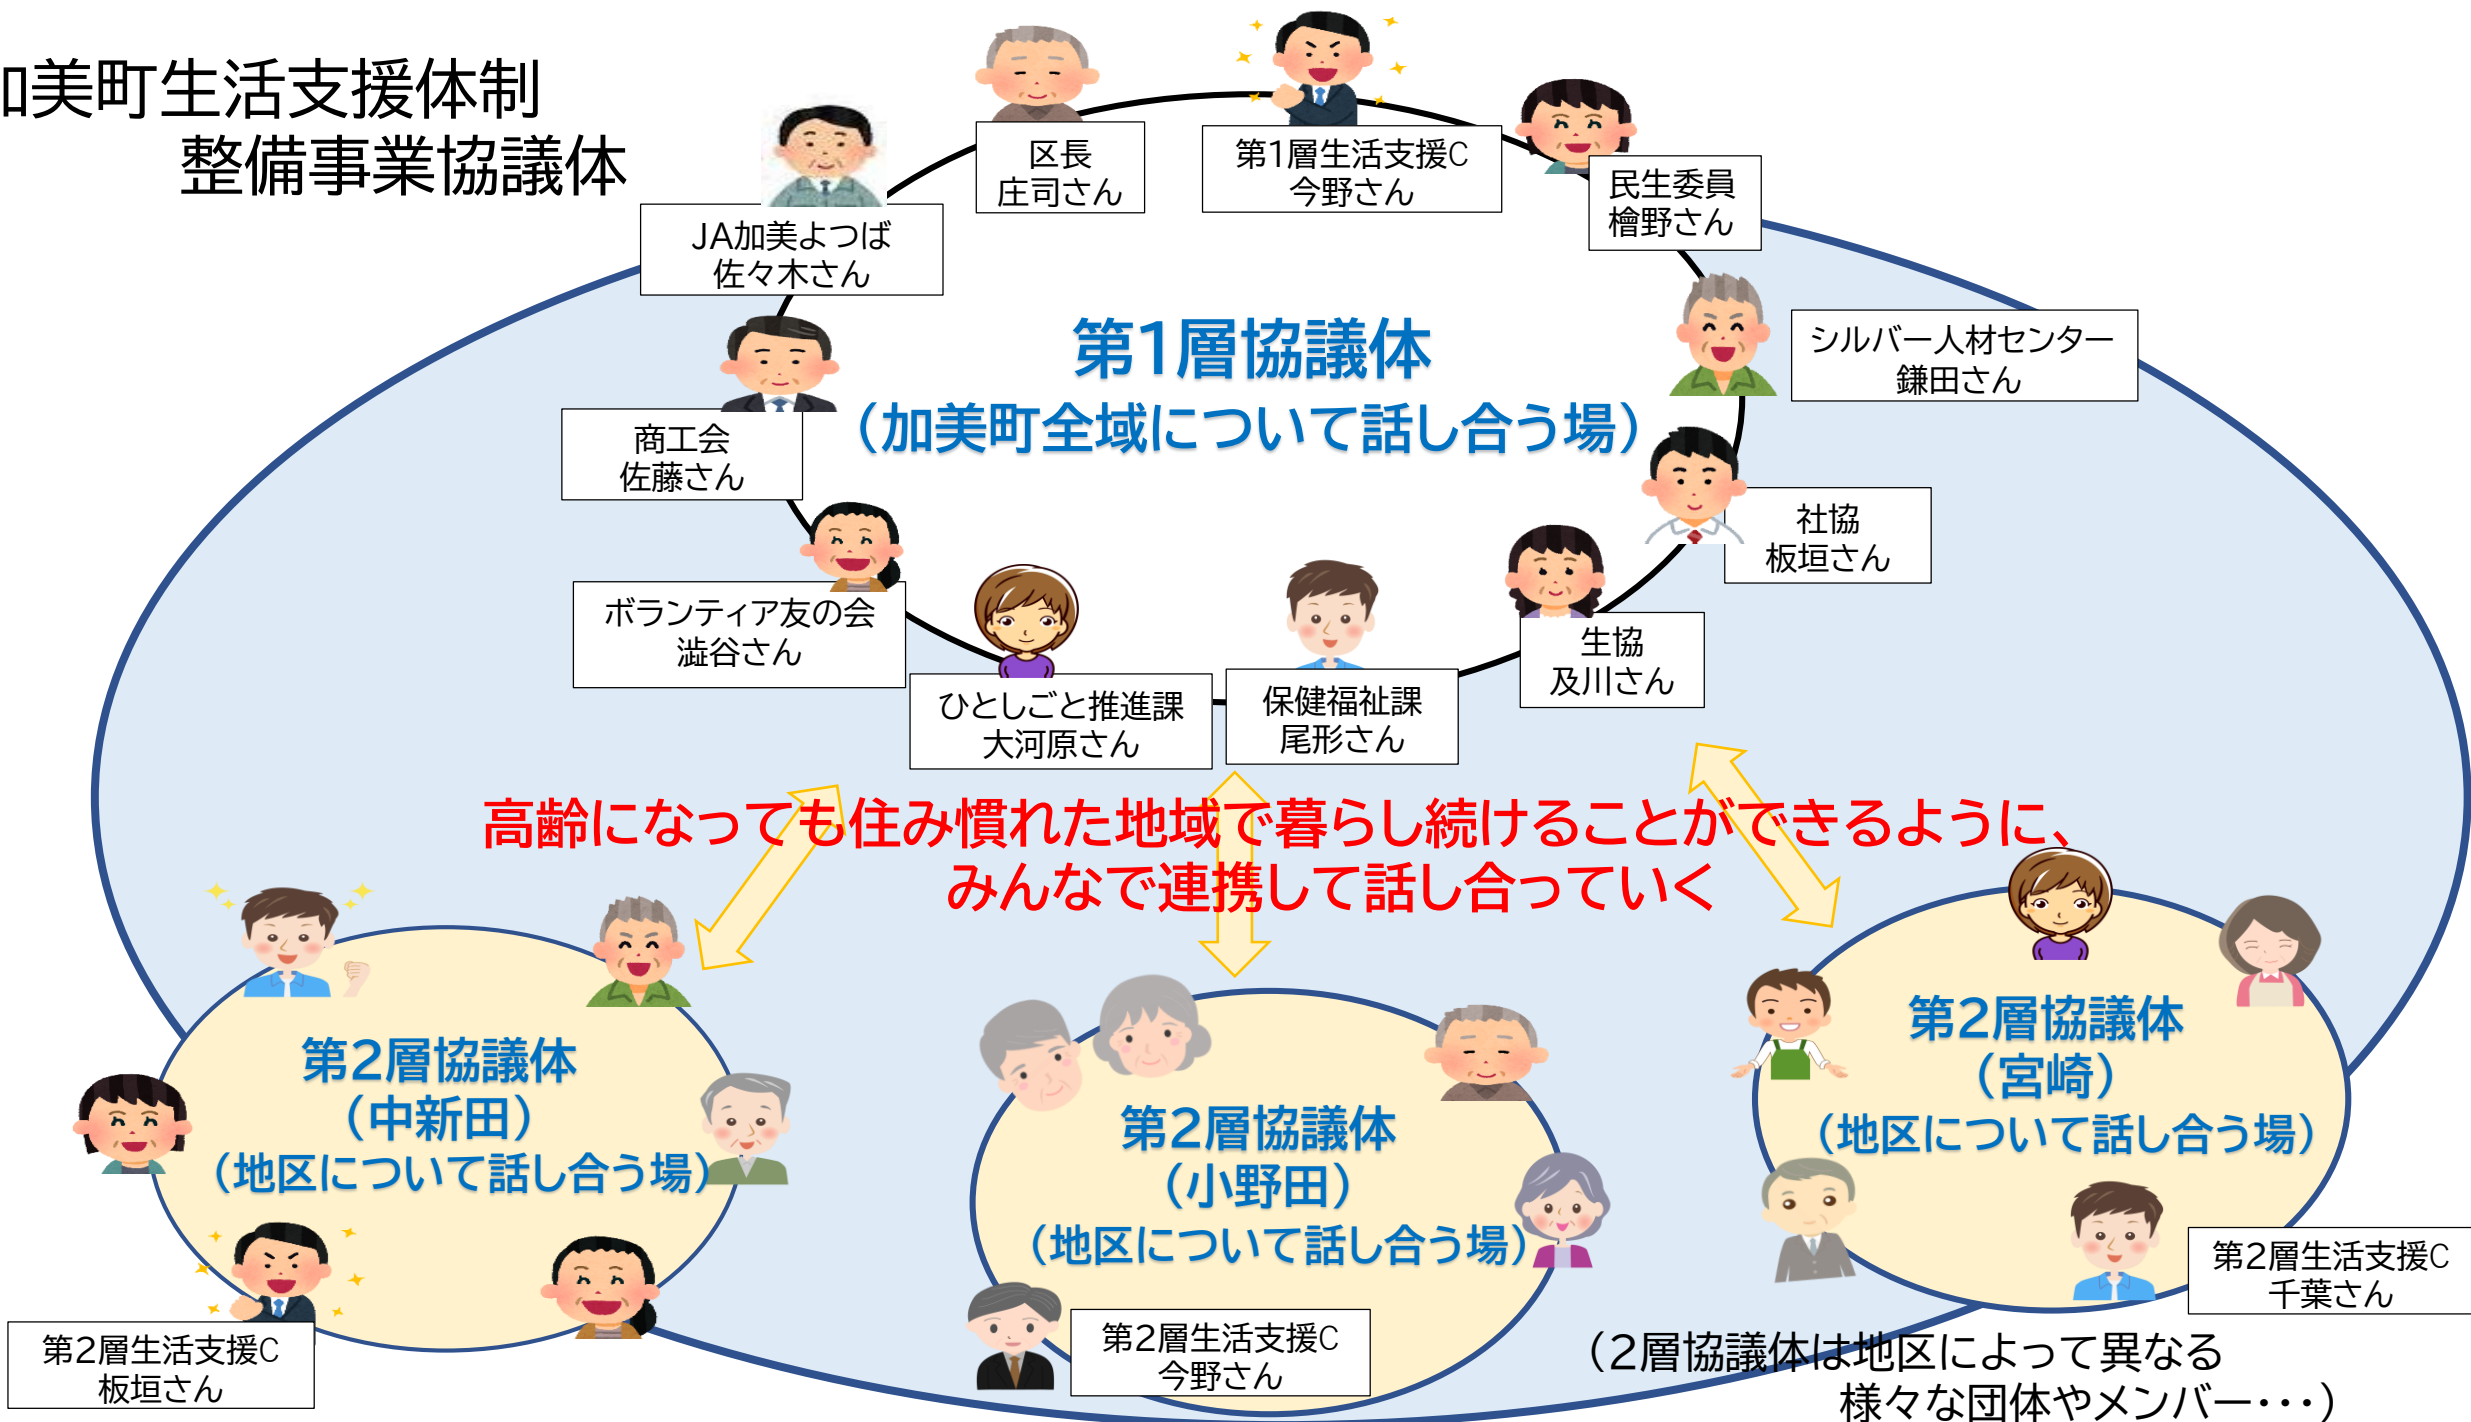 加美町生活支援体制
整備事業協議体
区長
庄司さん
第1層生活支援C
今野さん
民生委員
檜野さん
JA加美よつば
佐々木さん
シルバー人材センター
鎌田さん
第1層協議体
（加美町全域について話し合う場）
商工会
佐藤さん
社協
板垣さん
ボランティア友の会
澁谷さん
生協
及川さん
ひとしごと推進課
大河原さん
保健福祉課
尾形さん
高齢になっても住み慣れた地域で暮らし続けることができるように、
みんなで連携して話し合っていく
第2層協議体
（中新田）
（地区について話し合う場）
第2層生活支援C
板垣さん
第2層協議体
（小野田）
（地区について話し合う場）
第2層生活支援C
今野さん
第2層協議体
（宮崎）
（地区について話し合う場）
第2層生活支援C
千葉さん
（2層協議体は地区によって異なる
様々な団体やメンバー・・・）